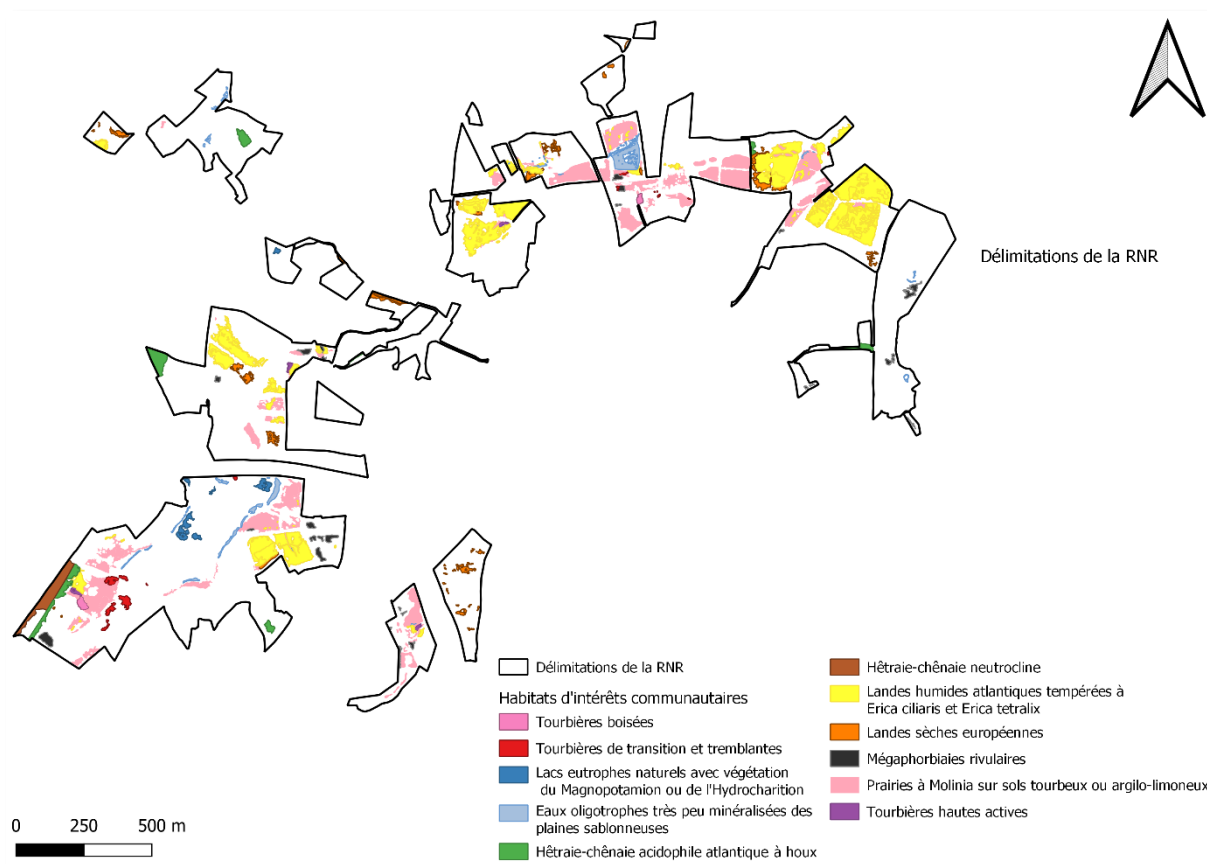 Délimitations de la RNR
Délimitations de la RNR
Habitats d'intérêts communautaires
Tourbières boisées
Tourbières de transition et tremblantes
Lacs eutrophes naturels avec végétation
du Magnopotamion ou de l'Hydrocharition
Eaux oligotrophes très peu minéralisées des
plaines sablonneuses
Hêtraie-chênaie acidophile atlantique à houx
Hêtraie-chênaie neutrocline
Landes humides atlantiques tempérées à
Erica ciliaris et Erica tetralix
Landes sèches européennes
Mégaphorbiaies rivulaires
Prairies à Molinia sur sols tourbeux ou argilo-limoneux
Tourbières hautes actives
0 250 500 m